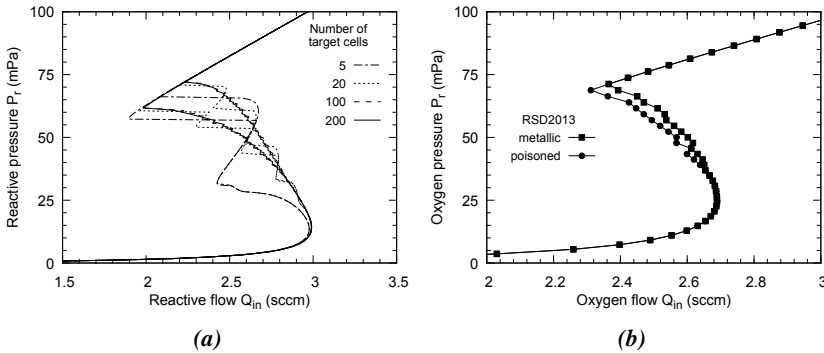 100
75
50
25
0
Reactive pressure P_r (mPa)
Number of
target cells
5
20
100
200
1.5
2
2.5
3
3.5
Reactive flow Q_in (sccm)
(a)
100
75
50
25
0
Oxygen pressure P_r (mPa)
RSD2013
metallic
poisoned
2
2.2
2.4
2.6
2.8
3
Oxygen flow Q_in (sccm)
(b)